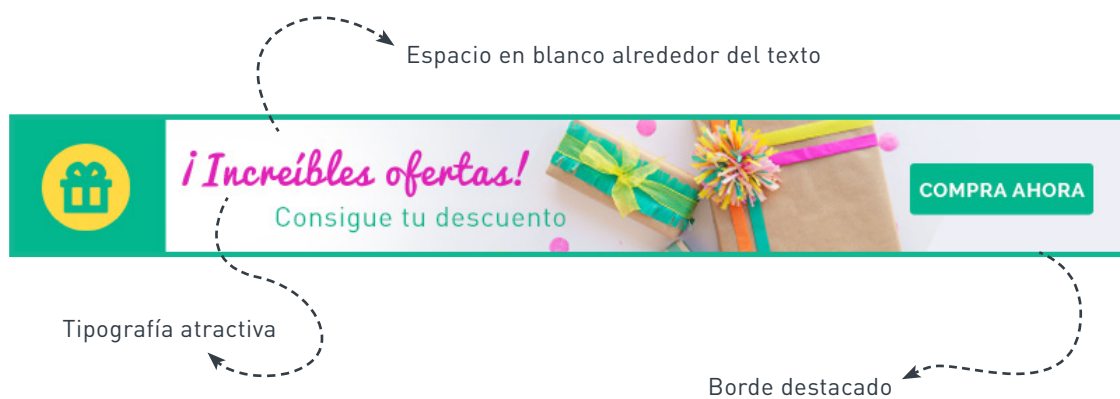 Espacio en blanco alrededor del texto
¡Increíbles ofertas!
Consigue tu descuento
COMPRA AHORA
Tipografía atractiva
Borde destacado